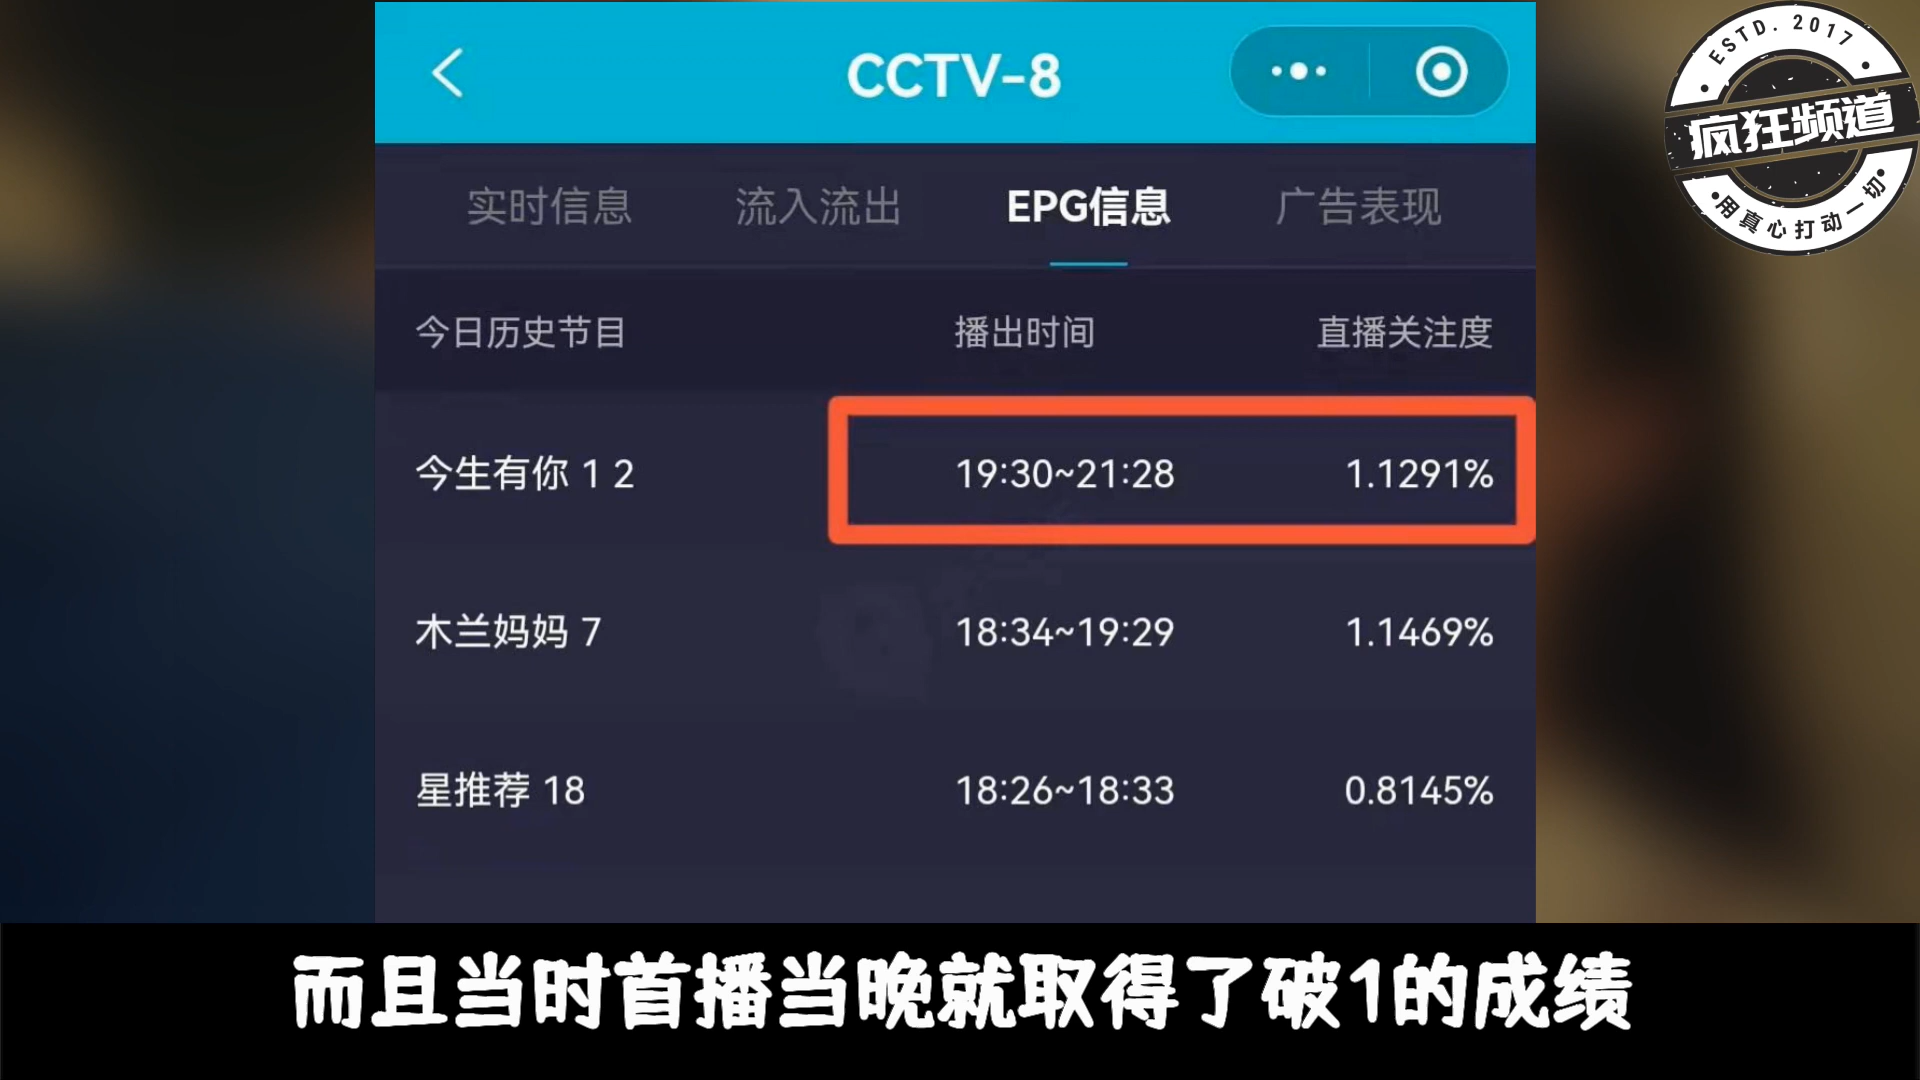 CCTV-8
ESTD. 2017
疯狂频道
用真心打动一切
实时信息 流入流出 EPG信息 广告表现
今日历史节目 播出时间 直播关注度
今生有你 1 2 19:30~21:28 1.1291%
木兰妈妈 7 18:34~19:29 1.1469%
星推荐 18 18:26~18:33 0.8145%
而且当时首播当晚就取得了破1的成绩